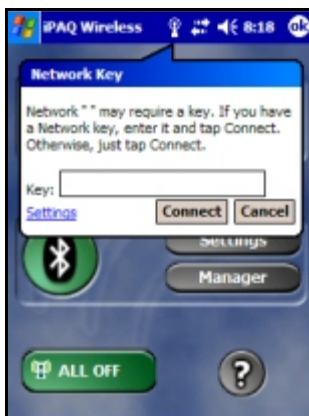 iPAQ Wireless 8:18 ok
Network Key
Network " " may require a key. If you have
a Network key, enter it and tap Connect.
Otherwise, just tap Connect.
Key:
Settings Connect Cancel
Settings
Manager
ALL OFF ?